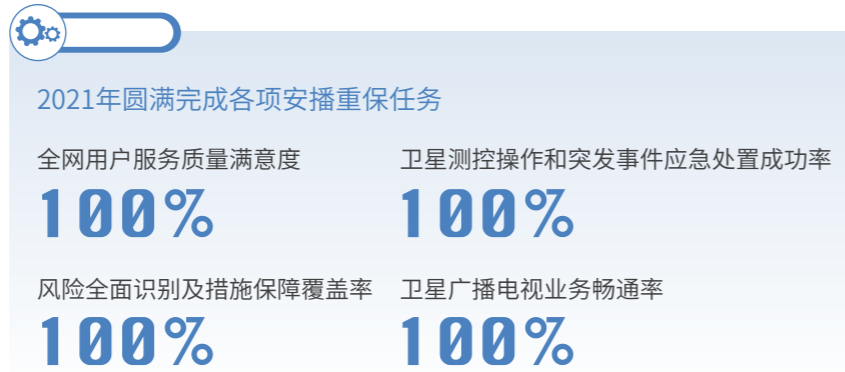 2021年圆满完成各项安播重保任务
全网用户服务质量满意度
卫星测控操作和突发事件应急处置成功率
100%
100%
风险全面识别及措施保障覆盖率
卫星广播电视业务畅通率
100%
100%